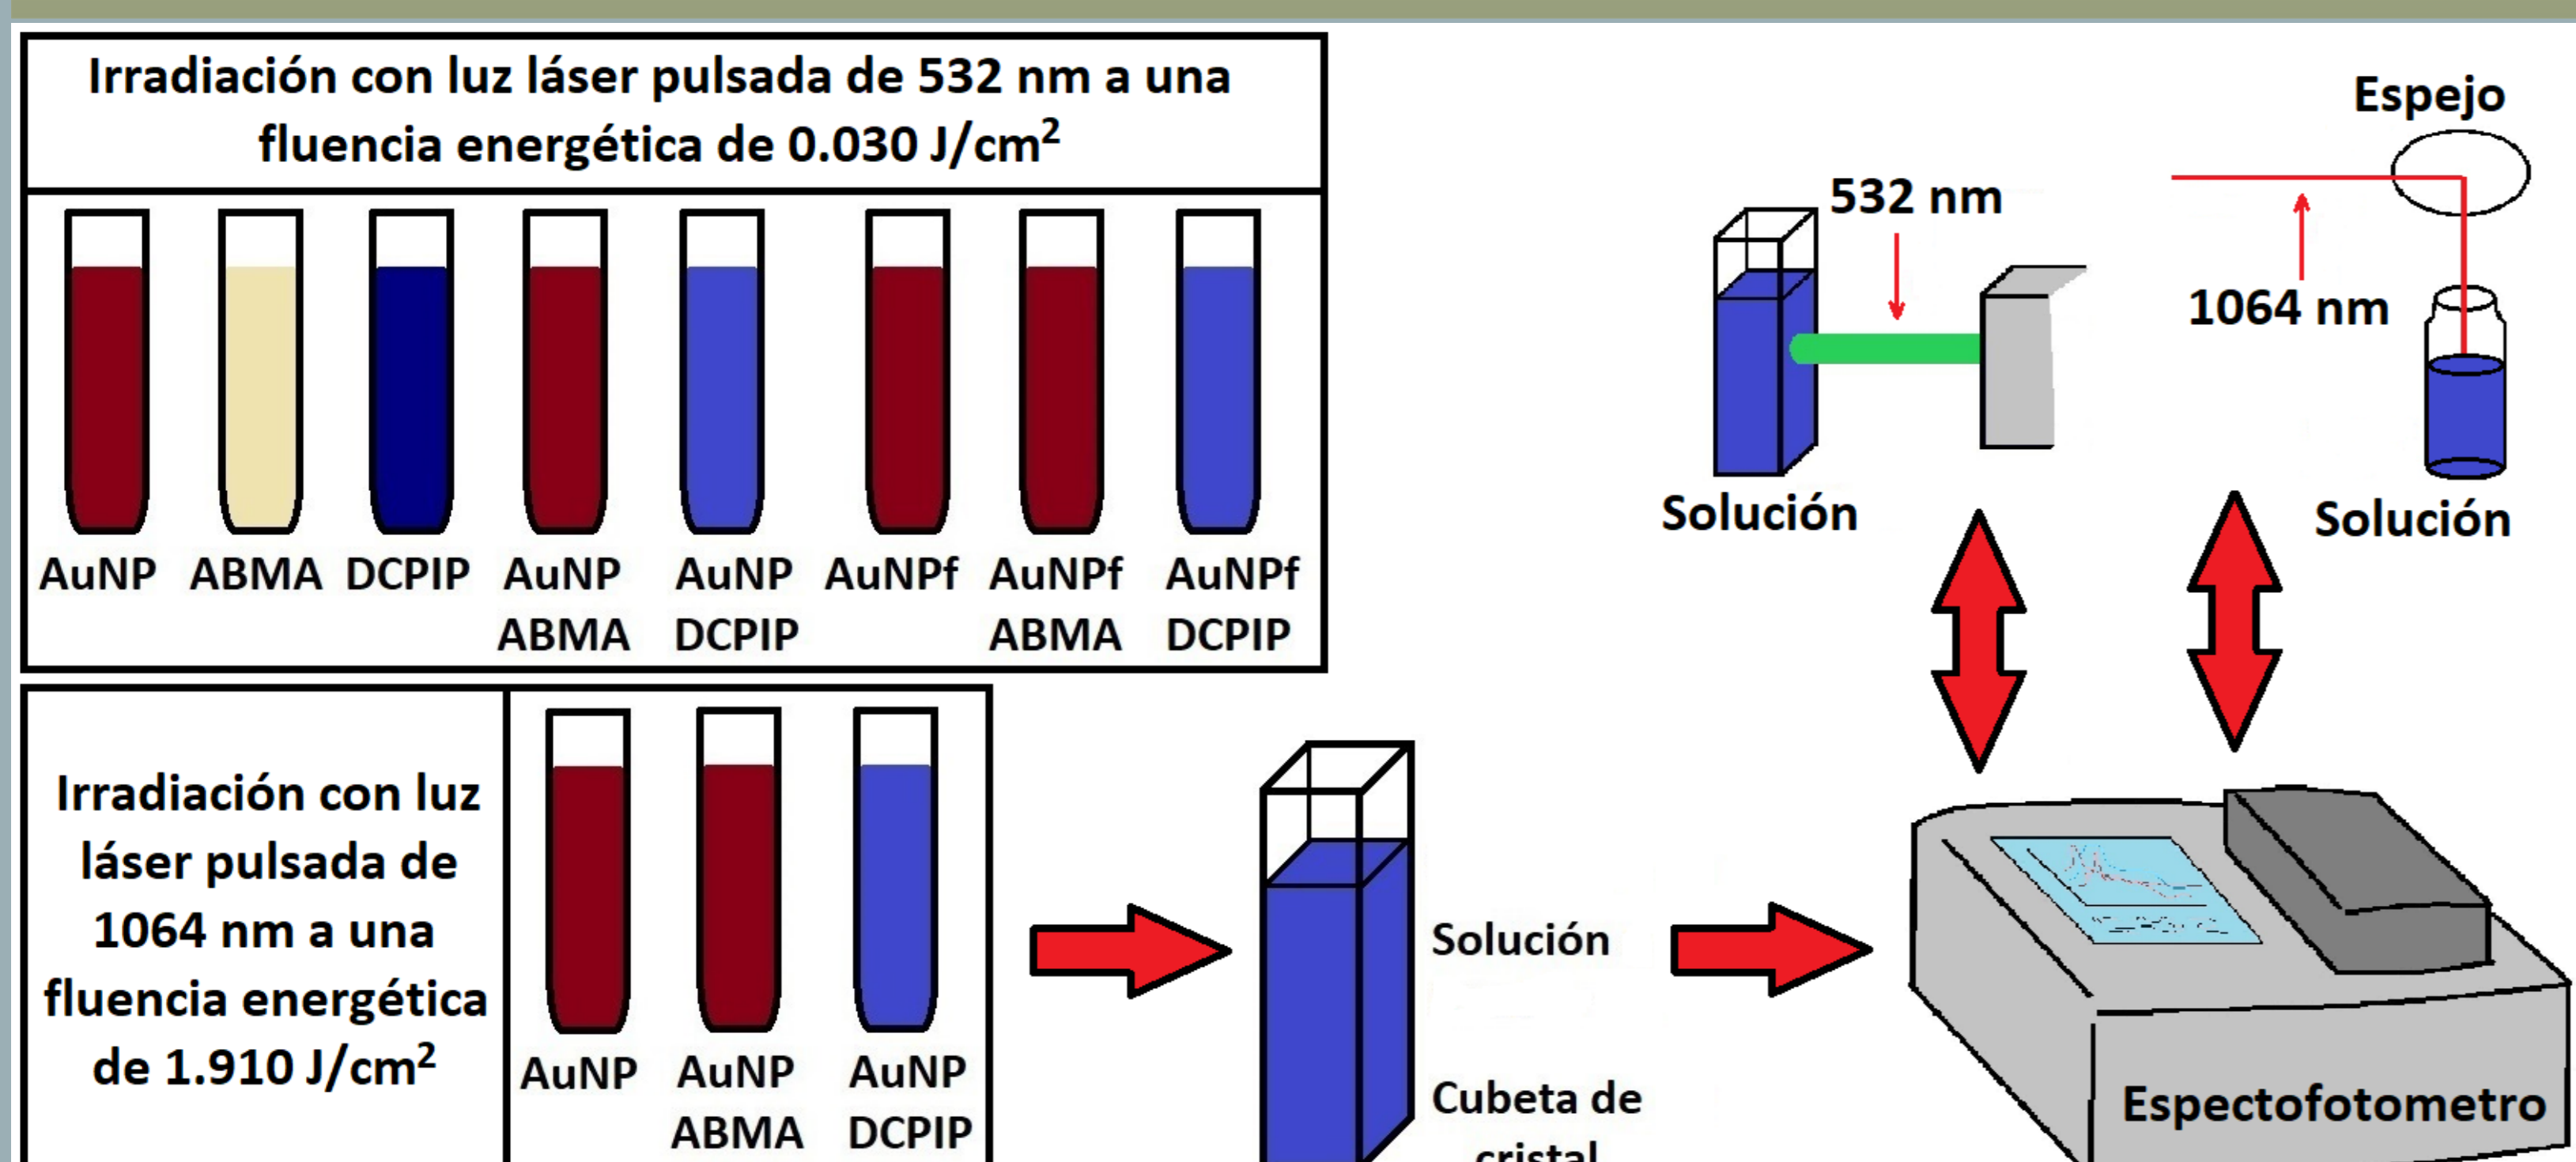 Irradiación con luz láser pulsada de 532 nm a una
fluencia energética de 0.030 J/cm²
AuNP
ABMA
DCPIP
AuNP
ABMA
AuNP
DCPIP
AuNPf
AuNPf
ABMA
AuNPf
DCPIP
532 nm
Solución
Espejo
1064 nm
Solución
Irradiación con luz
láser pulsada de
1064 nm a una
fluencia energética
de 1.910 J/cm²
AuNP
AuNP
ABMA
AuNP
DCPIP
Solución
Cubeta de
cristal
Espectofotometro